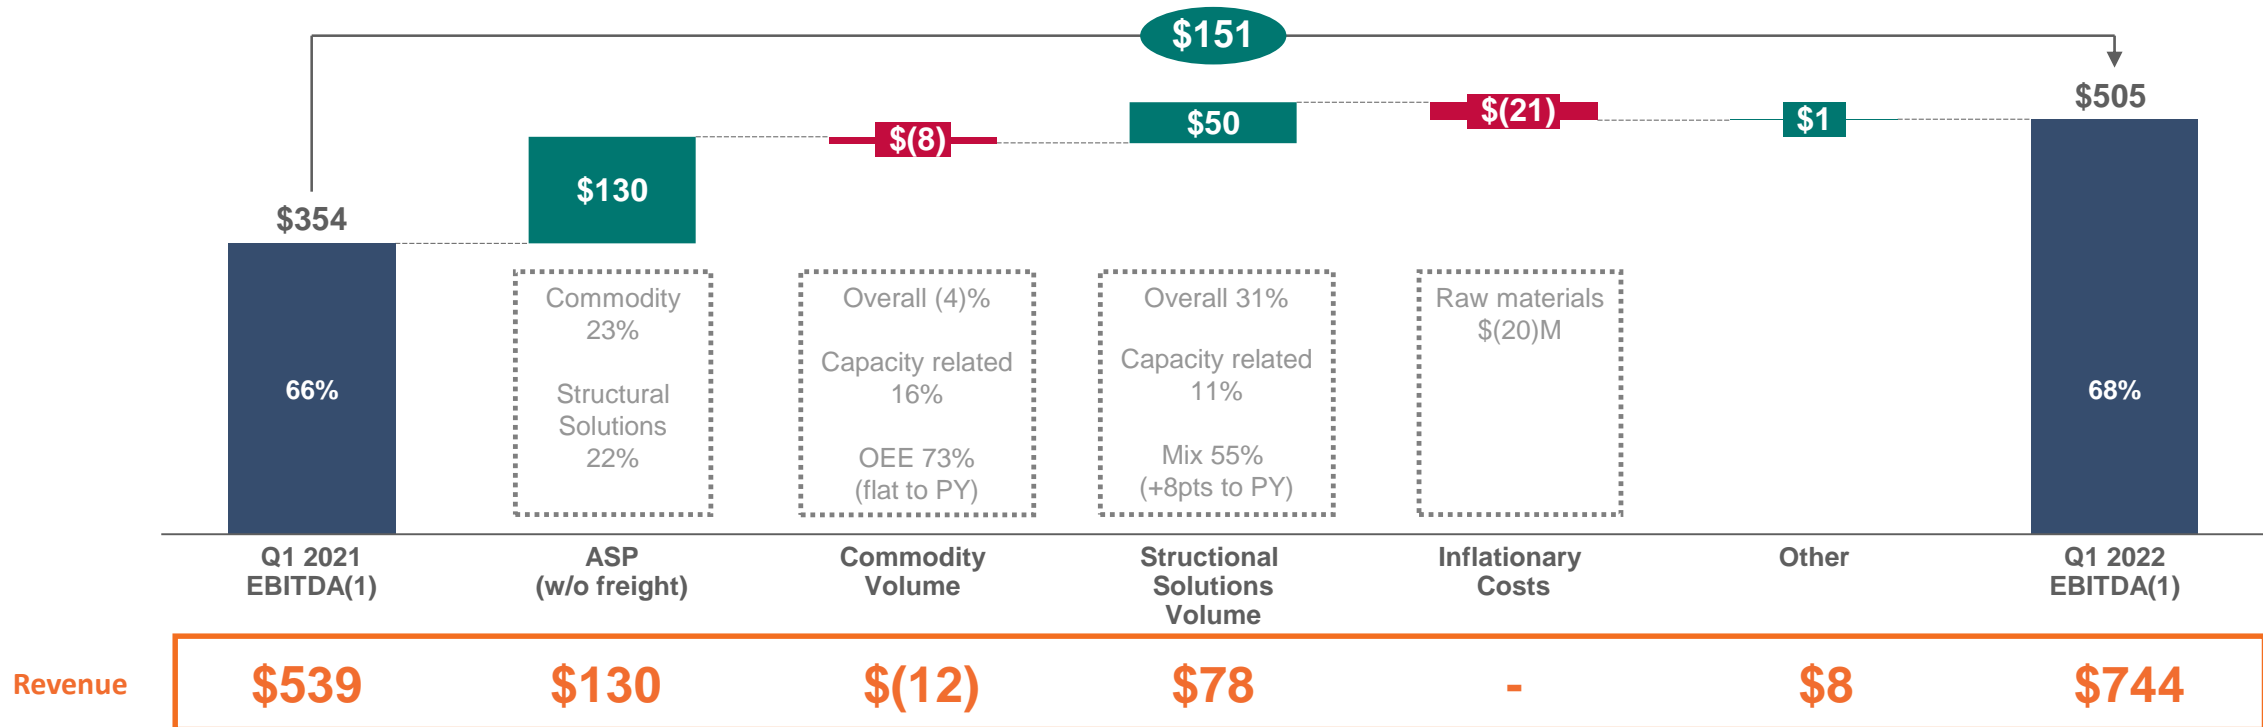 $151
$354
$130
$(8)
$50
$(21)
$1
$505
66%
Commodity
23%
Structural
Solutions
22%
Overall (4)%
Capacity related
16%
OEE 73%
(flat to PY)
Overall 31%
Capacity related
11%
Mix 55%
(+8pts to PY)
Raw materials
$(20)M
68%
Q1 2021
EBITDA(1)
ASP
(w/o freight)
Commodity
Volume
Structional
Solutions
Volume
Inflationary
Costs
Other
Q1 2022
EBITDA(1)
Revenue $539 $130 $(12) $78 - $8 $744